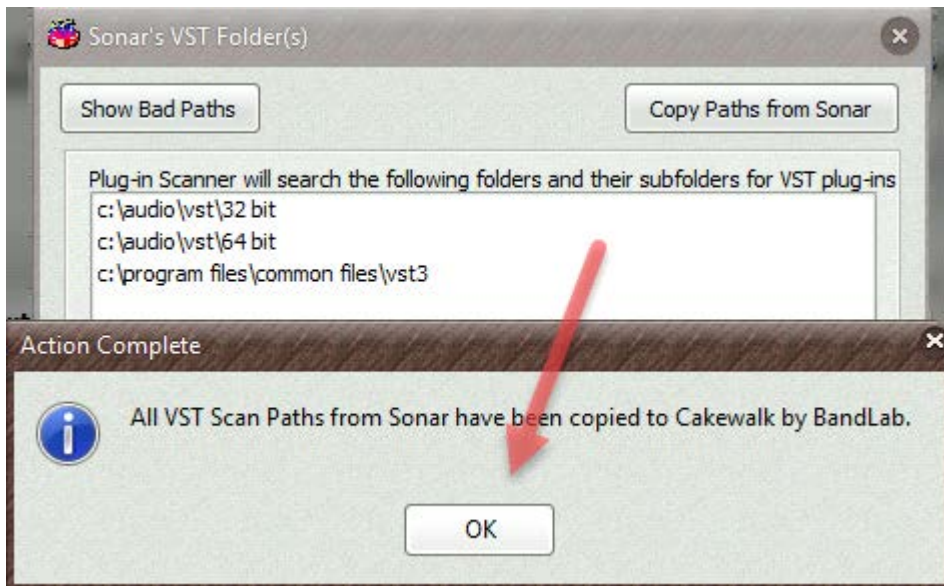 Sonar's VST Folder(s)
Show Bad Paths
Copy Paths from Sonar
Plug-in Scanner will search the following folders and their subfolders for VST plug-ins
c:\audio\vst\32 bit
c:\audio\vst\64 bit
c:\program files\common files\vst3
Action Complete
All VST Scan Paths from Sonar have been copied to Cakewalk by BandLab.
OK